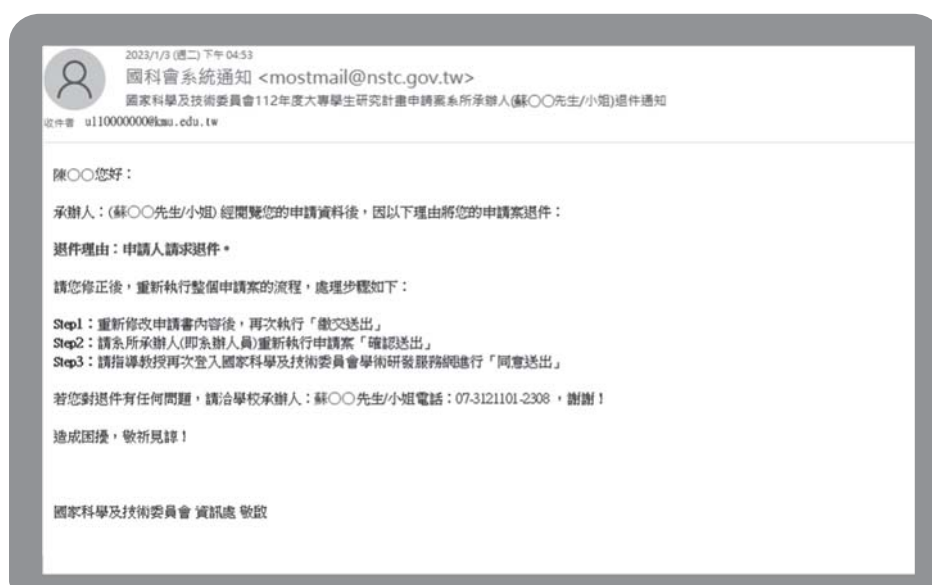 2023/1/3 (週二) 下午 04:53
國科會系統通知 <mostmail@nstc.gov.tw>
國家科學及技術委員會112年度大專學生研究計畫申請案系所承辦人(蘇〇〇先生/小姐)退件通知
收件者 u110000000@kmu.edu.tw
陳〇〇您好：
承辦人：(蘇〇〇先生/小姐) 經閱覽您的申請資料後，因以下理由將您的申請案退件：
退件理由：申請人請求退件。
請您修正後，重新執行整個申請案的流程，處理步驟如下：
Step1：重新修改申請書內容後，再次執行「繳交送出」
Step2：請系所承辦人(即系辦人員)重新執行申請案「確認送出」
Step3：請指導教授再次登入國家科學及技術委員會學術研發服務網進行「同意送出」
若您對退件有任何問題，請洽學校承辦人：蘇〇〇先生/小姐電話：07-3121101-2308 ，謝謝！
造成困擾，敬祈見諒！
國家科學及技術委員會 資訊處 敬啟